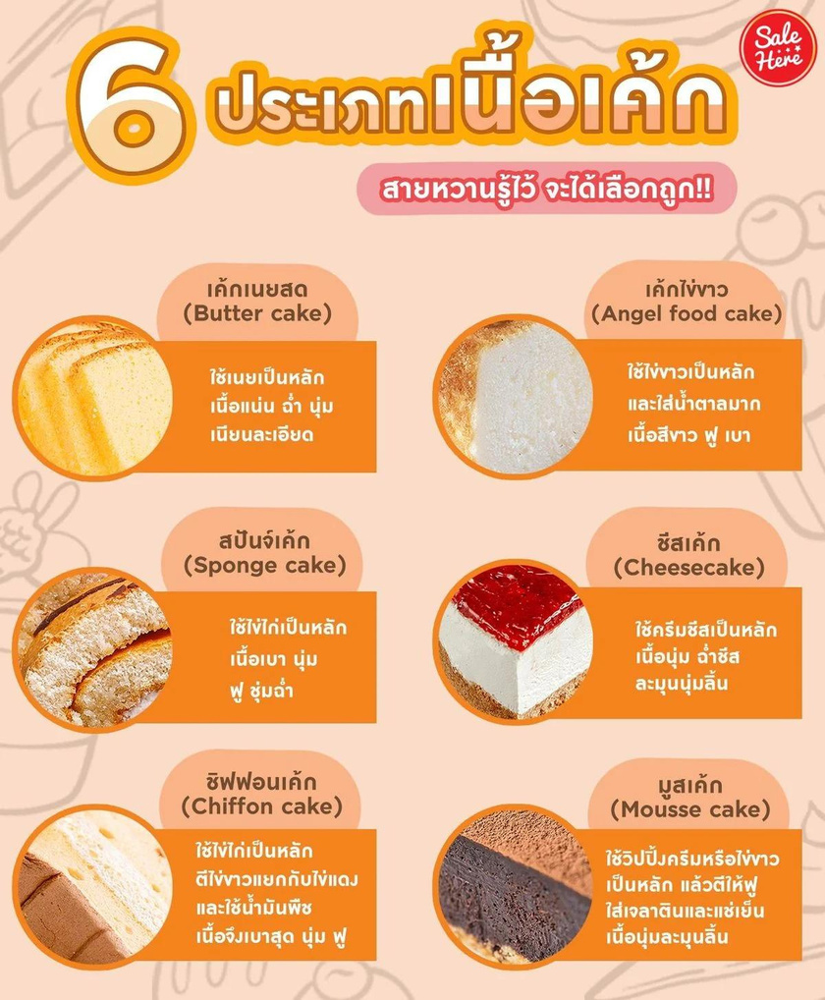 Sale
Here
6 ประเภทเนื้อเค้ก
สายหวานรู้ไว้ จะได้เลือกถูก!!
เค้กเนยสด
(Butter cake)
ใช้เนยเป็นหลัก
เนื้อแน่น ฉ่ำ นุ่ม
เนียนละเอียด
เค้กไข่ขาว
(Angel food cake)
ใช้ไข่ขาวเป็นหลัก
และใส่น้ำตาลมาก
เนื้อสีขาว ฟู เบา
สปันจ์เค้ก
(Sponge cake)
ใช้ไข่ไก่เป็นหลัก
เนื้อเบา นุ่ม
ฟู ชุ่มฉ่ำ
ชีสเค้ก
(Cheesecake)
ใช้ครีมชีสเป็นหลัก
เนื้อนุ่ม ฉ่ำชีส
ละมุนนุ่มลิ้น
ชิฟฟอนเค้ก
(Chiffon cake)
ใช้ไข่ไก่เป็นหลัก
ตีไข่ขาวแยกกับไข่แดง
และใช้น้ำมันพืช
เนื้อจึงเบาสุด นุ่ม ฟู
มูสเค้ก
(Mousse cake)
ใช้วิปปิ้งครีมหรือไข่ขาว
เป็นหลัก แล้วตีให้ฟู
ใส่เจลาตินและแช่เย็น
เนื้อนุ่มละมุนลิ้น